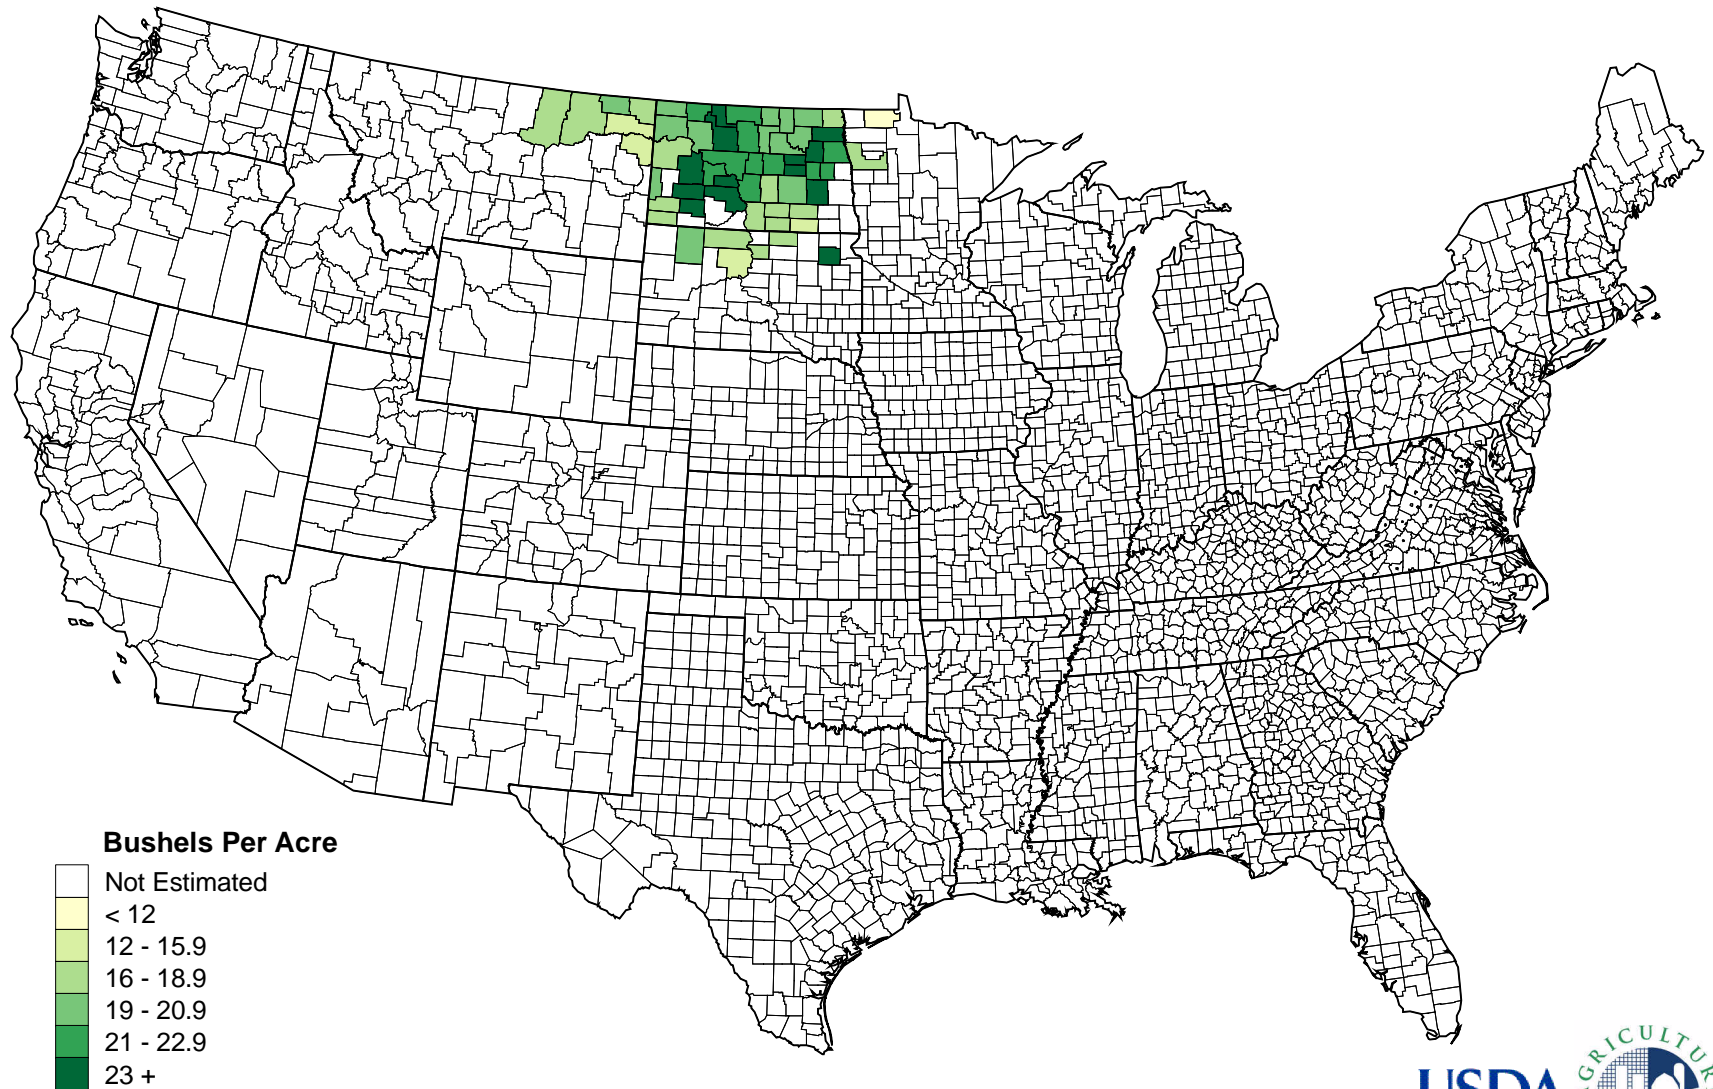 Bushels Per Acre
Not Estimated
< 12
12 - 15.9
16 - 18.9
19 - 20.9
21 - 22.9
23 +
USDA